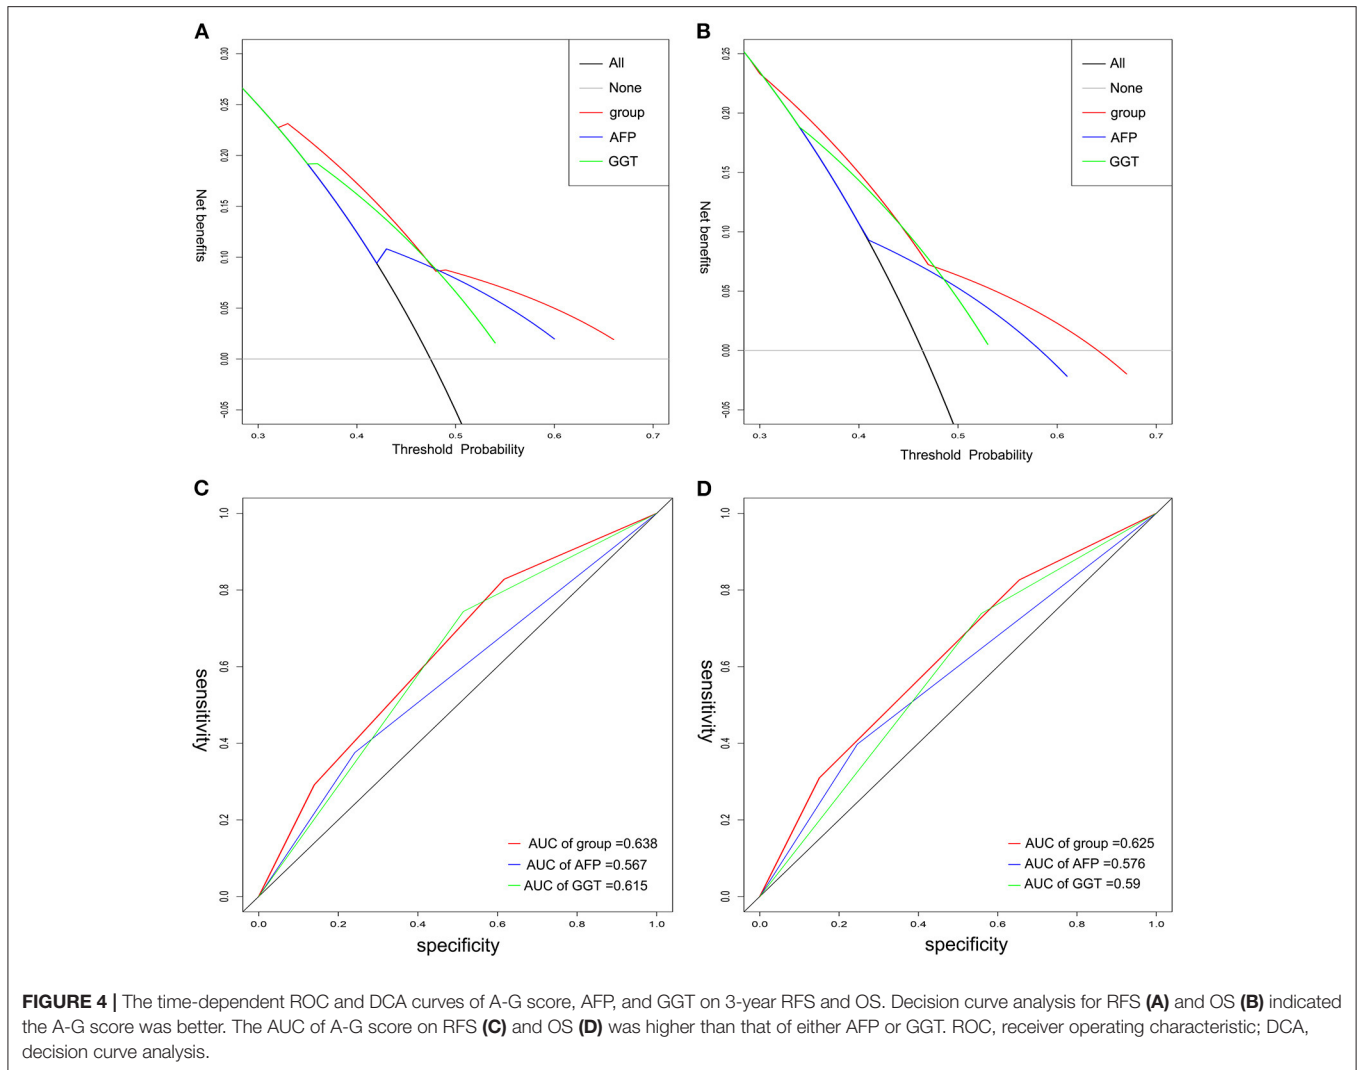 A
0.30
0.25
0.20
0.15
0.10
0.05
0.00
−0.05
Net benefits
0.3 0.4 0.5 0.6 0.7
Threshold Probability
All
None
group
AFP
GGT
B
0.25
0.20
0.15
0.10
0.05
0.00
−0.05
Net benefits
0.3 0.4 0.5 0.6 0.7
Threshold Probability
All
None
group
AFP
GGT
C
1.0
0.8
0.6
0.4
0.2
0.0
sensitivity
0.0 0.2 0.4 0.6 0.8 1.0
specificity
AUC of group =0.638
AUC of AFP =0.567
AUC of GGT =0.615
D
1.0
0.8
0.6
0.4
0.2
0.0
sensitivity
0.0 0.2 0.4 0.6 0.8 1.0
specificity
AUC of group =0.625
AUC of AFP =0.576
AUC of GGT =0.59
FIGURE 4 | The time-dependent ROC and DCA curves of A-G score, AFP, and GGT on 3-year RFS and OS. Decision curve analysis for RFS (A) and OS (B) indicated
the A-G score was better. The AUC of A-G score on RFS (C) and OS (D) was higher than that of either AFP or GGT. ROC, receiver operating characteristic; DCA,
decision curve analysis.